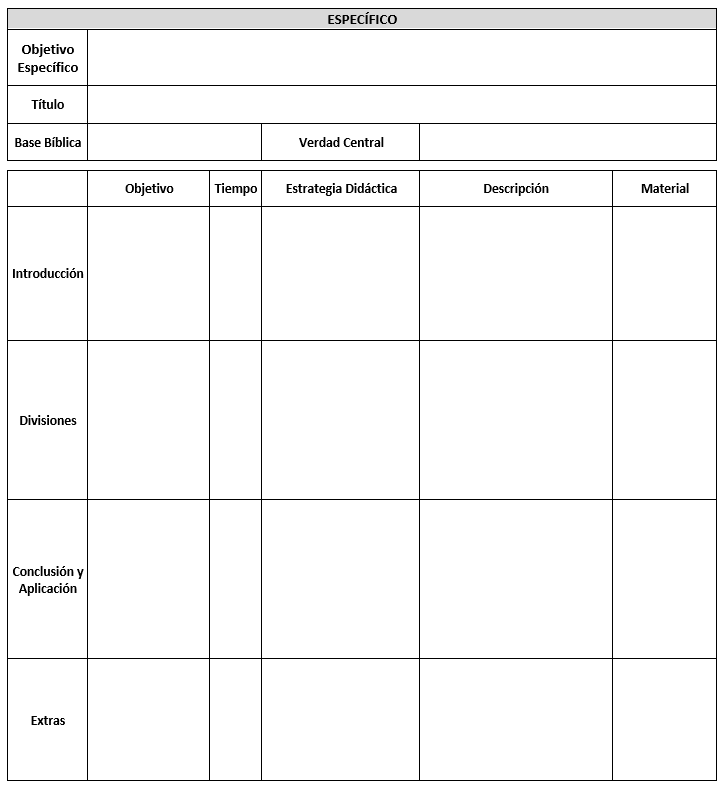 ESPECÍFICO
Objetivo
Específico
Título
Base Bíblica
Verdad Central
Objetivo
Tiempo
Estrategia Didáctica
Descripción
Material
Introducción
Divisiones
Conclusión y
Aplicación
Extras